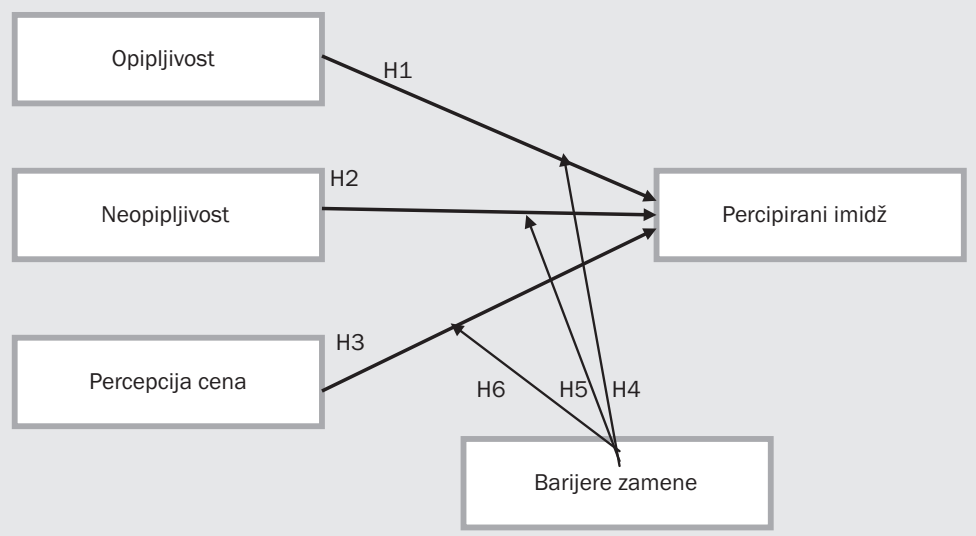 Opipljivost
H1
H2
Neopipljivost
Percipirani imidž
H3
Percepcija cena
H6
H5
H4
Barijere zamene